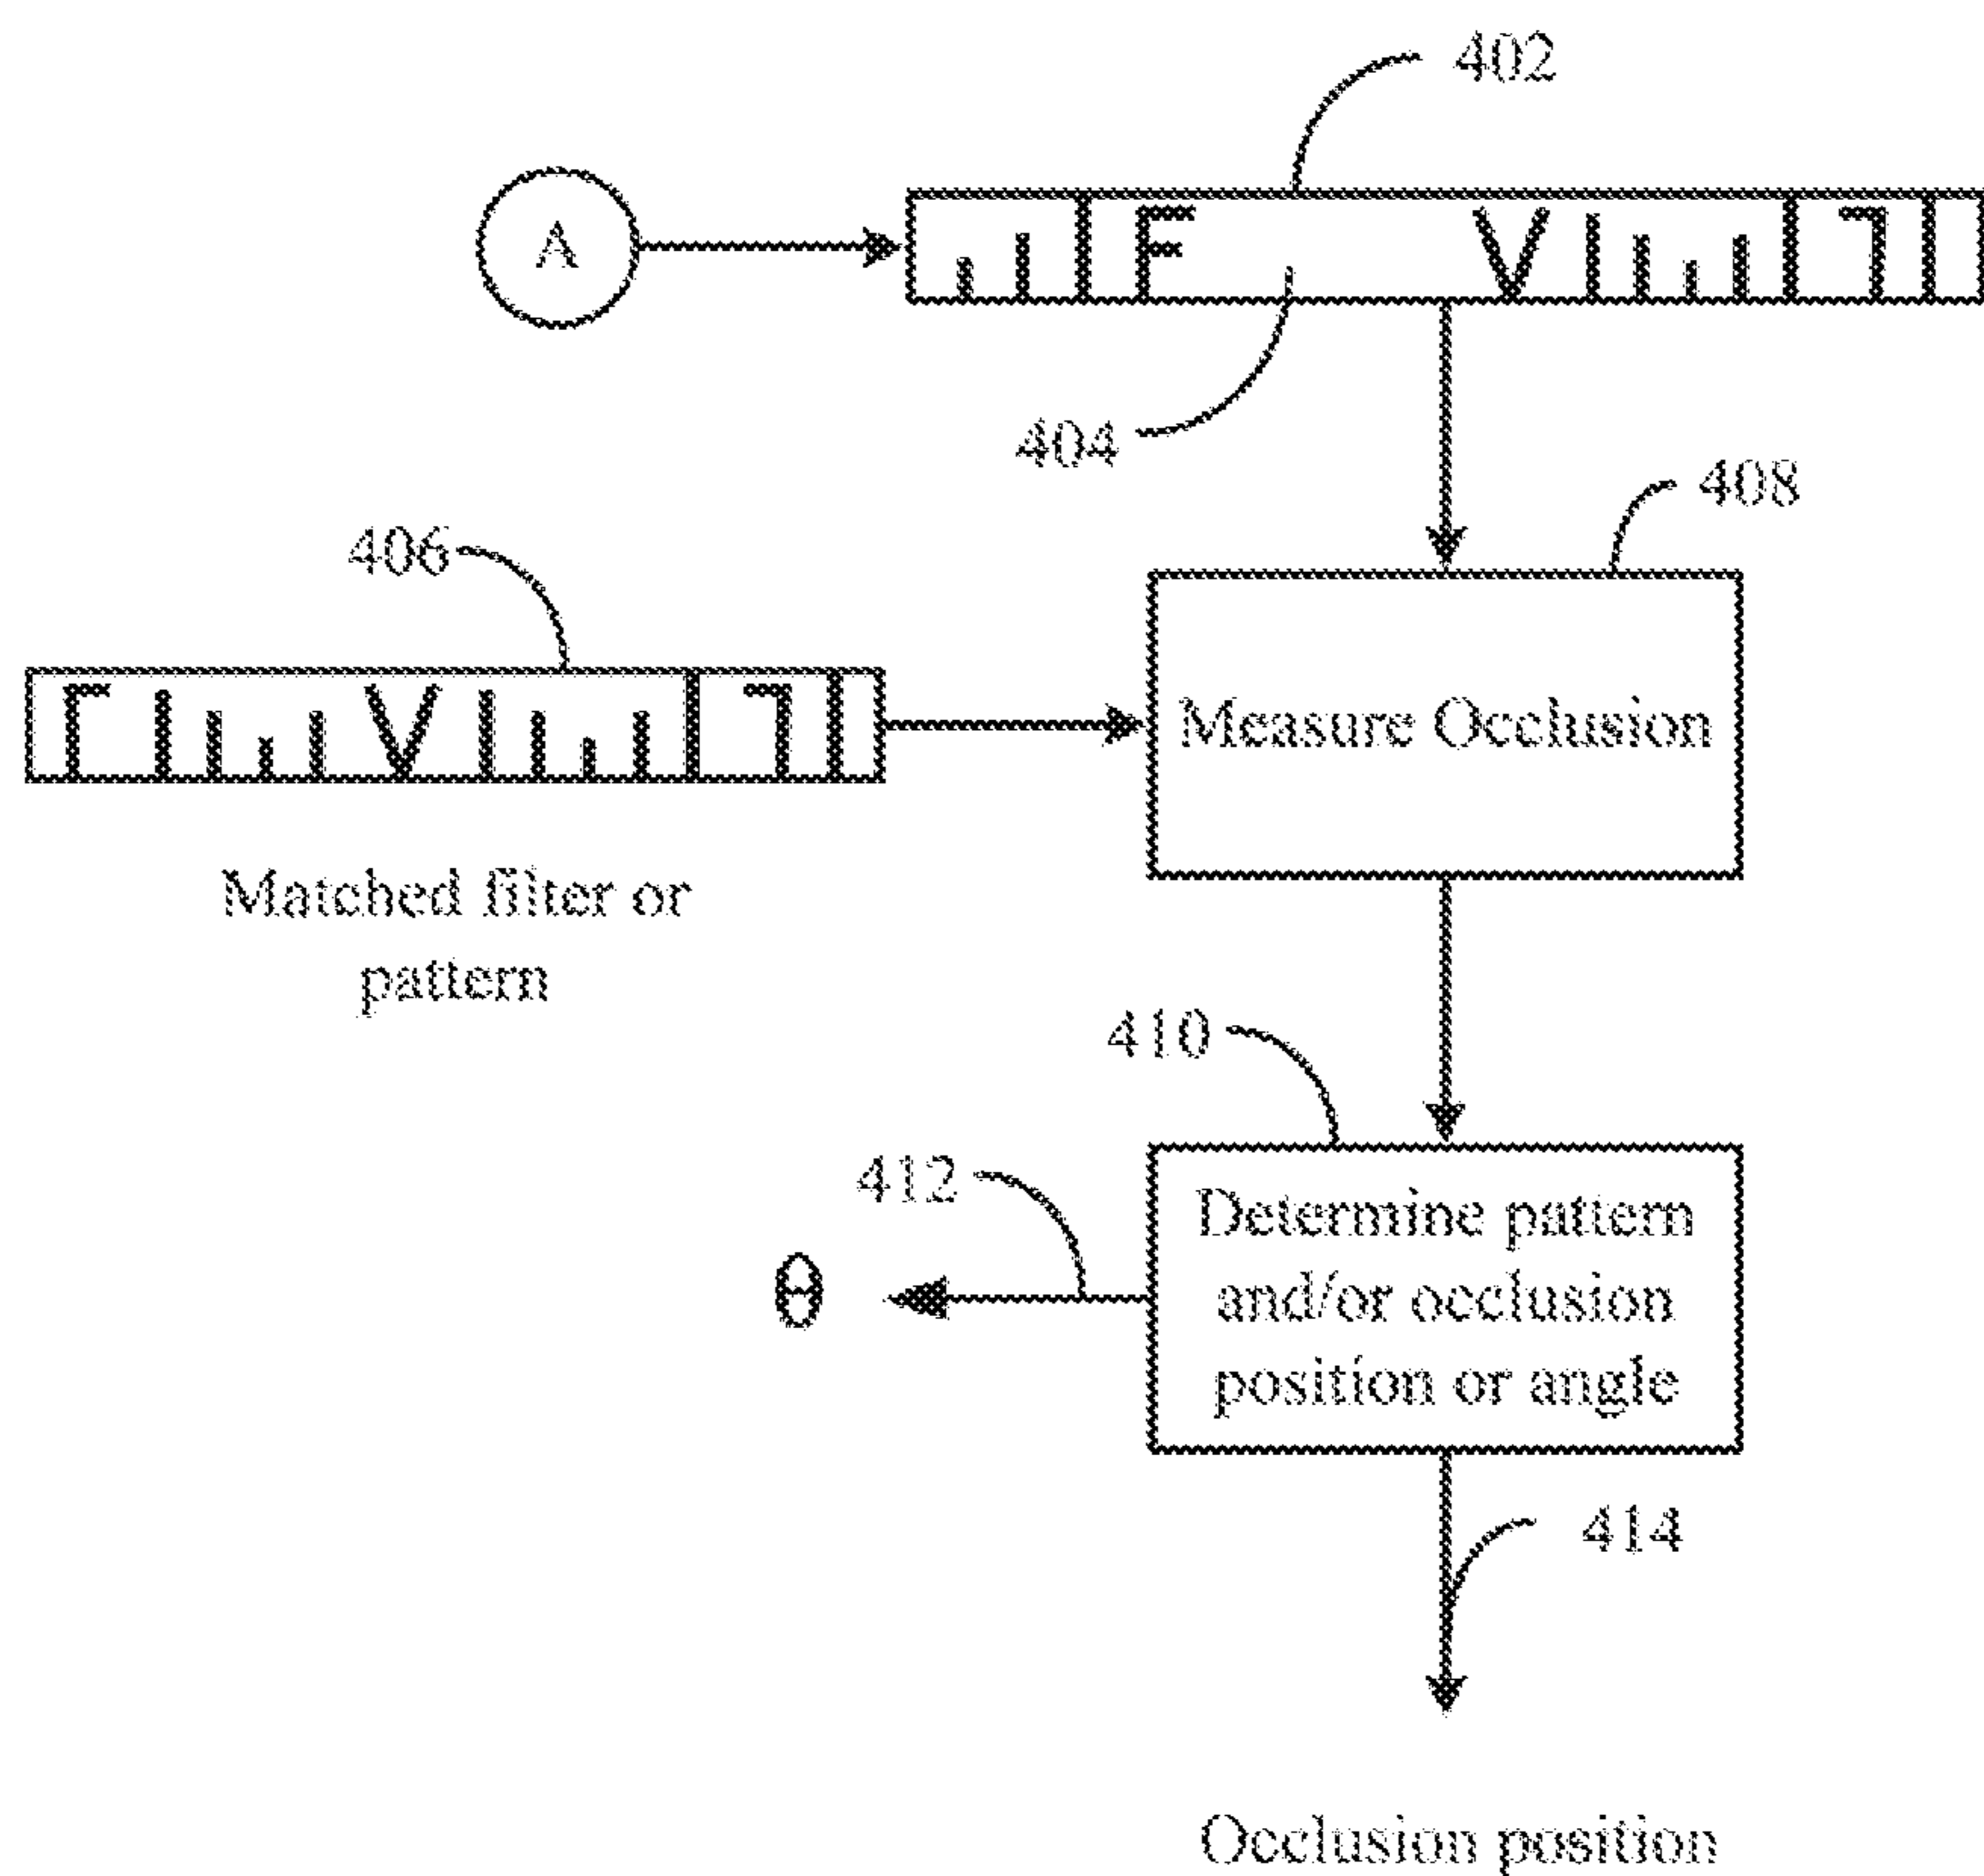 402
A
F V
404
408
406
V
Measure Occlusion
Matched filter or
pattern
410
412
Determine pattern
and/or occlusion
position or angle
θ
414
Occlusion position